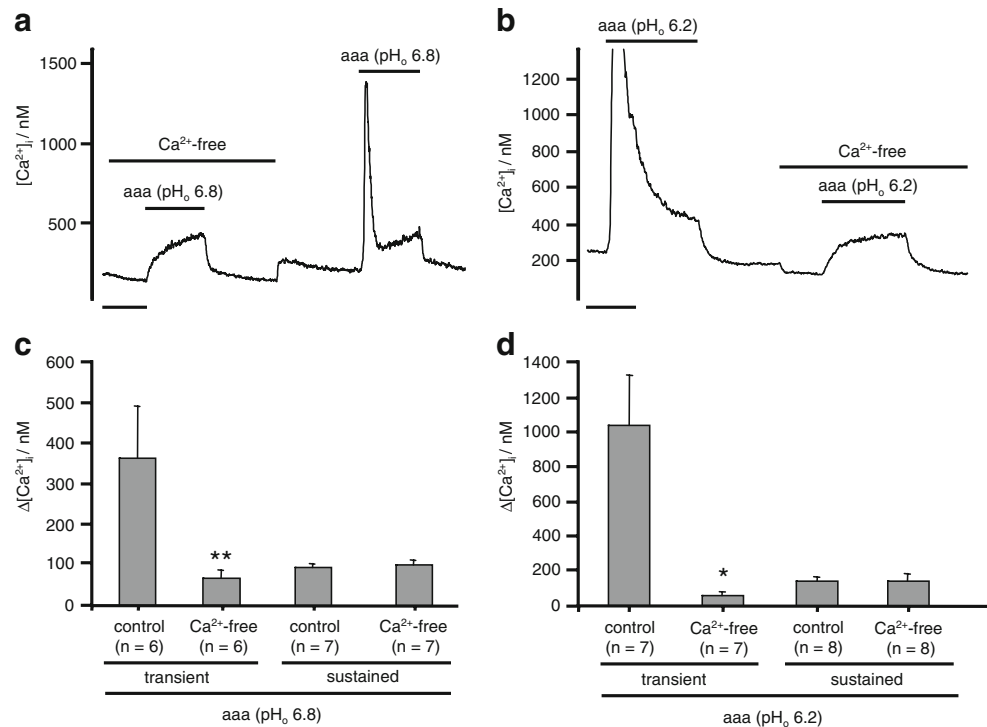 a
[Ca²⁺]ᵢ / nM
1500
1000
500
Ca²⁺-free
aaa (pHₒ 6.8)
aaa (pHₒ 6.8)
b
[Ca²⁺]ᵢ / nM
1200
1000
800
600
400
200
aaa (pHₒ 6.2)
Ca²⁺-free
aaa (pHₒ 6.2)
c
Δ[Ca²⁺]ᵢ / nM
600
500
400
300
200
100
0
**
control Ca²⁺-free control Ca²⁺-free
(n = 6) (n = 6) (n = 7) (n = 7)
transient sustained
aaa (pHₒ 6.8)
d
Δ[Ca²⁺]ᵢ / nM
1400
1200
1000
800
600
400
200
0
*
control Ca²⁺-free control Ca²⁺-free
(n = 7) (n = 7) (n = 8) (n = 8)
transient sustained
aaa (pHₒ 6.2)